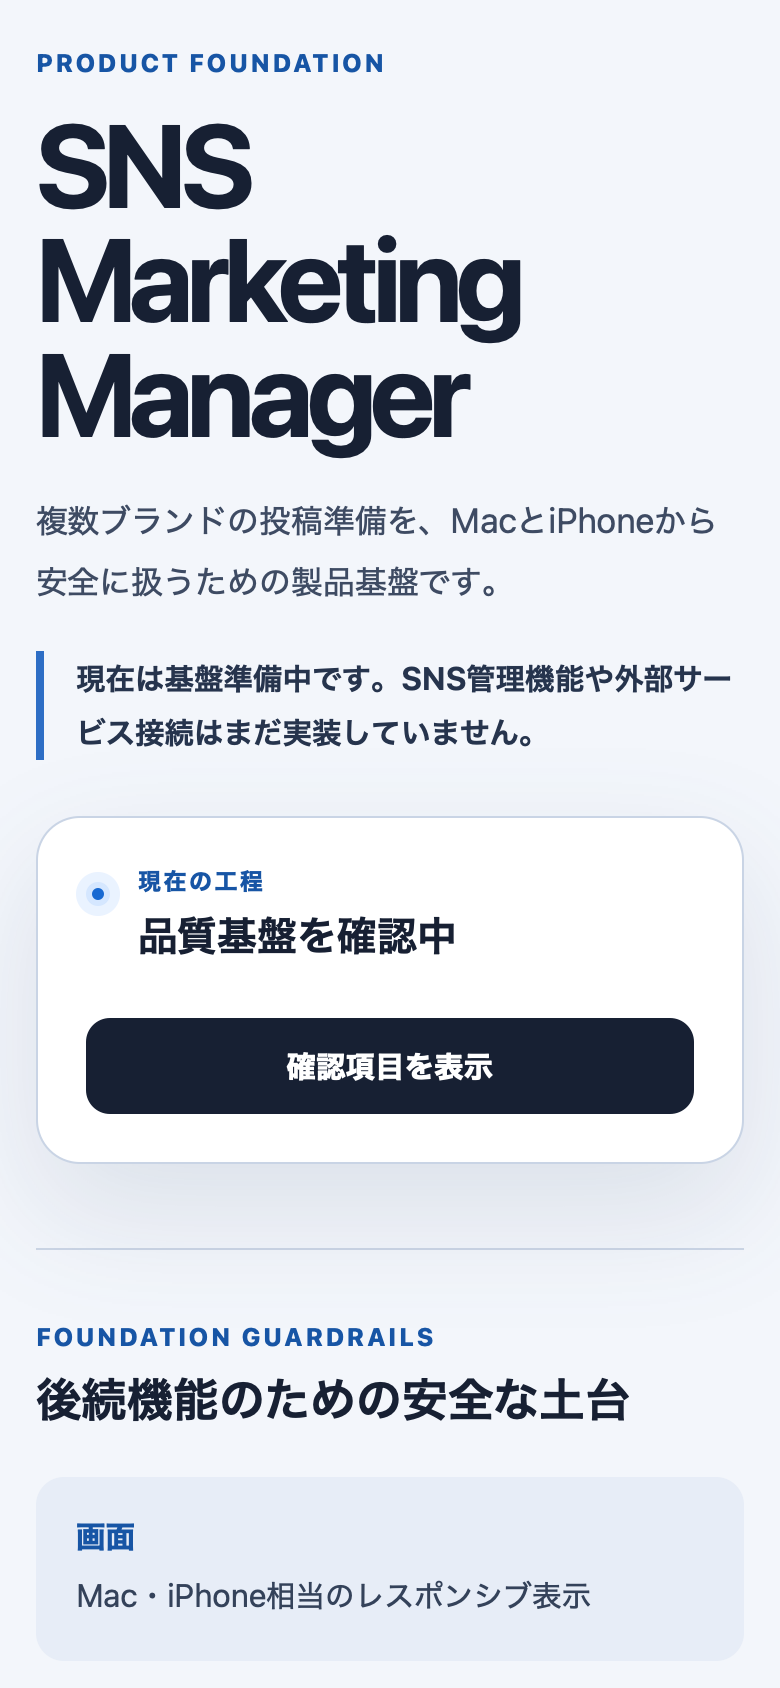 PRODUCT FOUNDATION
SNS
Marketing
Manager
複数ブランドの投稿準備を、MacとiPhoneから
安全に扱うための製品基盤です。
現在は基盤準備中です。SNS管理機能や外部サー
ビス接続はまだ実装していません。
現在の工程
品質基盤を確認中
確認項目を表示
FOUNDATION GUARDRAILS
後続機能のための安全な土台
画面
Mac・iPhone相当のレスポンシブ表示